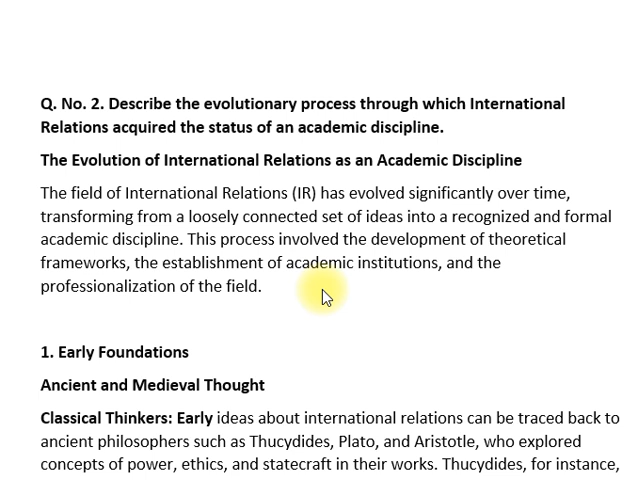 Q. No. 2. Describe the evolutionary process through which International
Relations acquired the status of an academic discipline.
The Evolution of International Relations as an Academic Discipline
The field of International Relations (IR) has evolved significantly over time,
transforming from a loosely connected set of ideas into a recognized and formal
academic discipline. This process involved the development of theoretical
frameworks, the establishment of academic institutions, and the
professionalization of the field.
1. Early Foundations
Ancient and Medieval Thought
Classical Thinkers: Early ideas about international relations can be traced back to
ancient philosophers such as Thucydides, Plato, and Aristotle, who explored
concepts of power, ethics, and statecraft in their works. Thucydides, for instance,